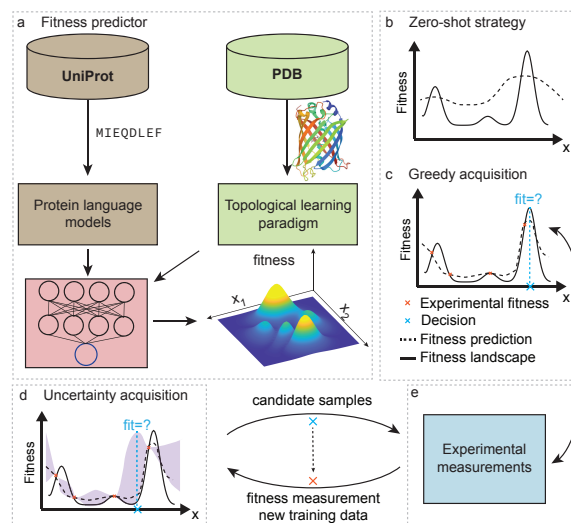 a Fitness predictor
UniProt
PDB
MIEQDLEF
Protein language
models
Topological learning
paradigm
fitness
x1
x2
b Zero-shot strategy
Fitness
x
c Greedy acquisition
fit=?
Fitness
x
× Experimental fitness
× Decision
Fitness prediction
Fitness landscape
d Uncertainty acquisition
fit=?
Fitness
x
candidate samples
fitness measurement
new training data
e
Experimental
measurements